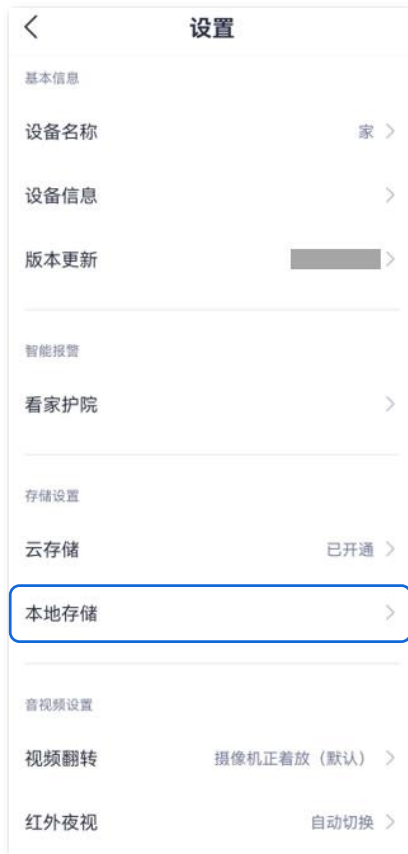 设置
基本信息
设备名称 家
设备信息
版本更新
智能报警
看家护院
存储设置
云存储 已开通
本地存储
音视频设置
视频翻转 摄像机正着放（默认）
红外夜视 自动切换